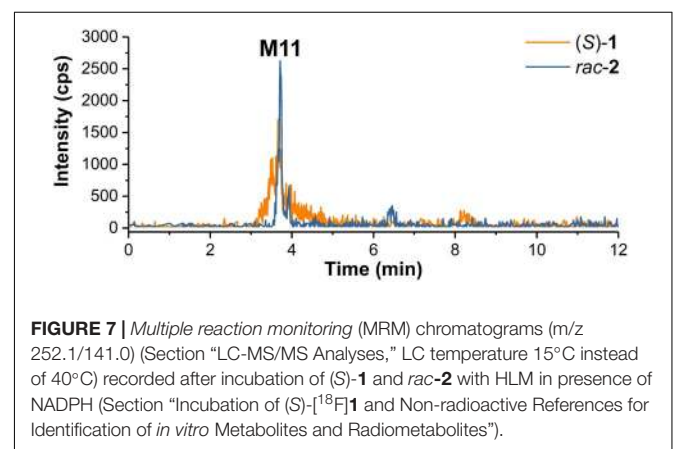 M11
(S)-1
rac-2
3000
2500
2000
1500
1000
500
0
Intensity (cps)
0 2 4 6 8 10 12
Time (min)
FIGURE 7 | Multiple reaction monitoring (MRM) chromatograms (m/z
252.1/141.0) (Section “LC-MS/MS Analyses,” LC temperature 15°C instead
of 40°C) recorded after incubation of (S)-1 and rac-2 with HLM in presence of
NADPH (Section “Incubation of (S)-[¹⁸F]1 and Non-radioactive References for
Identification of in vitro Metabolites and Radiometabolites”).